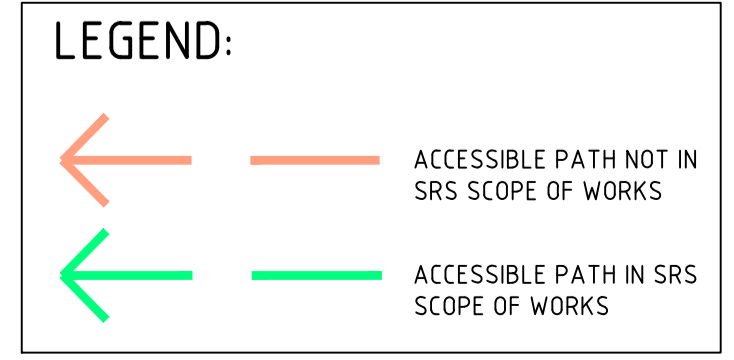 LEGEND:
ACCESSIBLE PATH NOT IN
SRS SCOPE OF WORKS
ACCESSIBLE PATH IN SRS
SCOPE OF WORKS